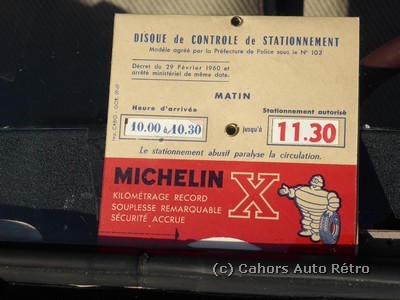 DISQUE de CONTROLE de STATIONNEMENT
Modèle agréé par la Préfecture de Police sous le N° 103
Décret du 29 Février 1960 et
arrêté ministériel de même date.
MATIN
Heure d'arrivée
Stationnement autorisé
10.00 à 10.30
jusqu'à
11.30
Le stationnement abusif paralyse la circulation.
MICHELIN X
KILOMÉTRAGE RECORD
SOUPLESSE REMARQUABLE
SÉCURITÉ ACCRUE
(c) Cahors Auto Rétro